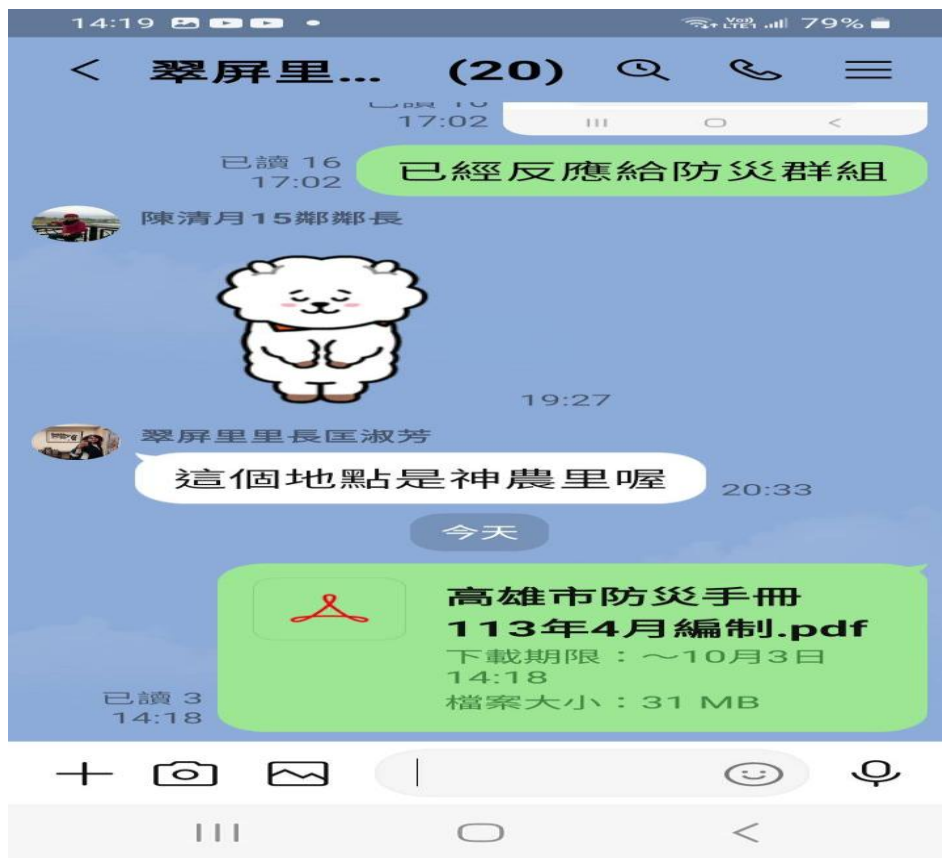 14:19
79%
翠屏里... (20)
17:02
已讀 16
17:02
已經反應給防災群組
陳清月15鄰鄰長
19:27
翠屏里里長匡淑芳
這個地點是神農里喔
20:33
今天
高雄市防災手冊
113年4月編制.pdf
下載期限：～10月3日
14:18
檔案大小：31 MB
已讀 3
14:18